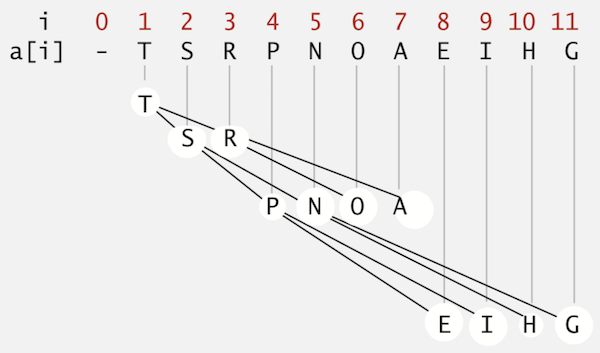 i 0 1 2 3 4 5 6 7 8 9 10 11
a[i] - T S R P N O A E I H G
T
S R
P N O A
E I H G